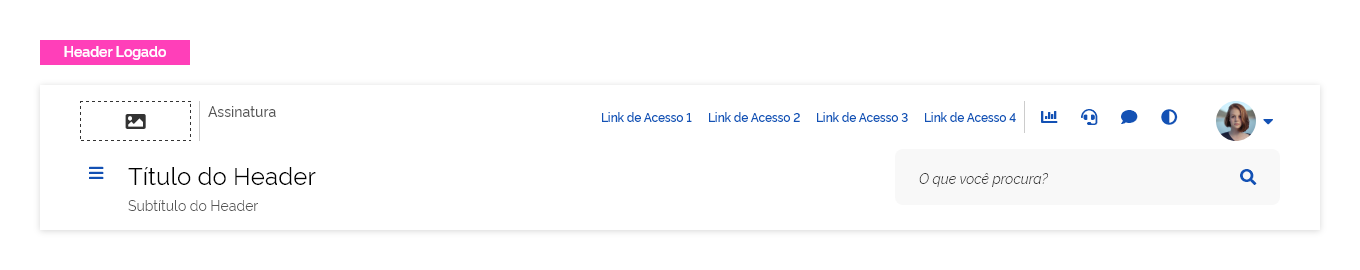 Header Logado
Assinatura
Link de Acesso 1 Link de Acesso 2 Link de Acesso 3 Link de Acesso 4
Título do Header
O que você procura?
Subtítulo do Header